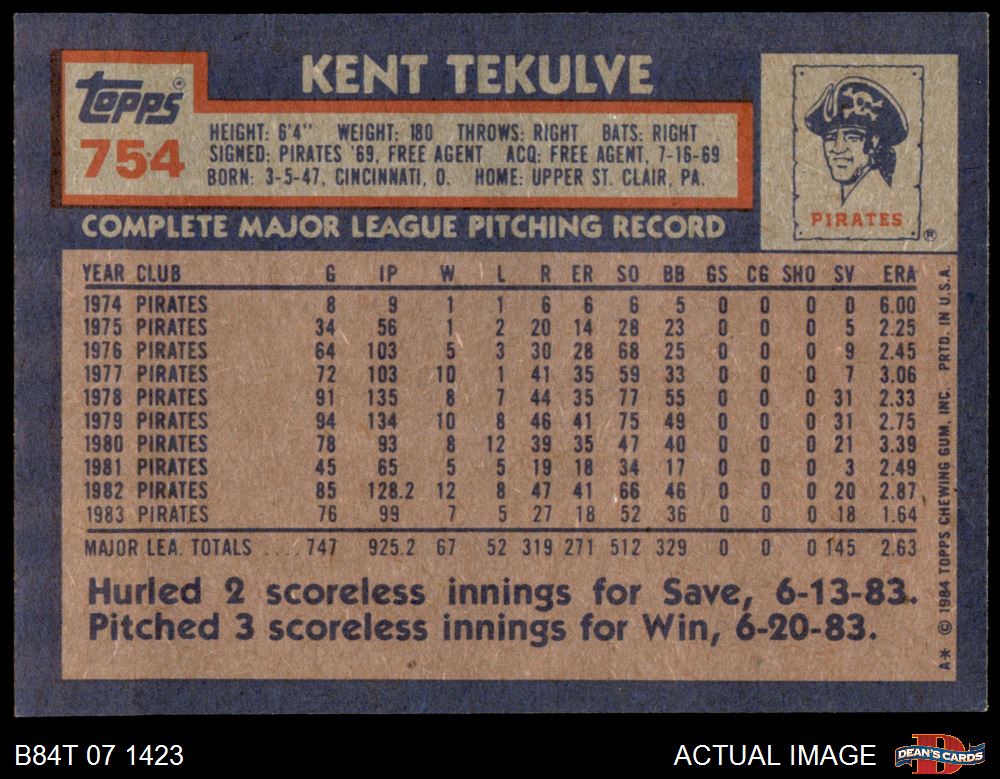 KENT TEKULVE
Topps®
754
HEIGHT: 6'4" WEIGHT: 180 THROWS: RIGHT BATS: RIGHT
SIGNED: PIRATES '69, FREE AGENT ACQ: FREE AGENT, 7-16-69
BORN: 3-5-47, CINCINNATI, O. HOME: UPPER ST. CLAIR, PA.
PIRATES ®
COMPLETE MAJOR LEAGUE PITCHING RECORD
YEAR CLUB G IP W L R ER SO BB GS CG SHO SV ERA
1974 PIRATES 8 9 1 1 6 6 6 5 0 0 0 0 6.00
1975 PIRATES 34 56 1 2 20 14 28 23 0 0 0 5 2.25
1976 PIRATES 64 103 5 3 30 28 68 25 0 0 0 9 2.45
1977 PIRATES 72 103 10 1 41 35 59 33 0 0 0 7 3.06
1978 PIRATES 91 135 8 7 44 35 77 55 0 0 0 31 2.33
1979 PIRATES 94 134 10 8 46 41 75 49 0 0 0 31 2.75
1980 PIRATES 78 93 8 12 39 35 47 40 0 0 0 21 3.39
1981 PIRATES 45 65 5 5 19 18 34 17 0 0 0 3 2.49
1982 PIRATES 85 128.2 12 8 47 41 66 46 0 0 0 20 2.87
1983 PIRATES 76 99 7 5 27 18 52 36 0 0 0 18 1.64
MAJOR LEA. TOTALS .... 747 925.2 67 52 319 271 512 329 0 0 0 145 2.63
Hurled 2 scoreless innings for Save, 6-13-83.
Pitched 3 scoreless innings for Win, 6-20-83.
A* © 1984 TOPPS CHEWING GUM, INC. PRTD. IN U.S.A.
B84T 07 1423
ACTUAL IMAGE
DEAN'S CARDS